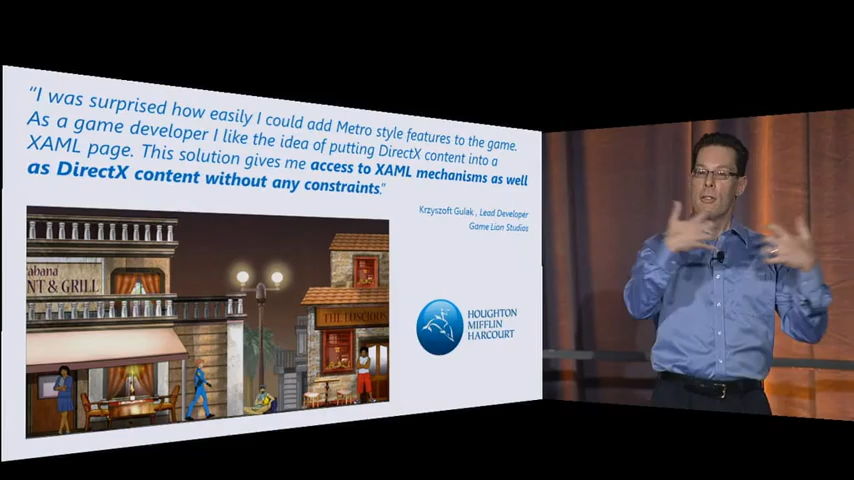 “I was surprised how easily I could add Metro style features to the game.
As a game developer I like the idea of putting DirectX content into a
XAML page. This solution gives me access to XAML mechanisms as well
as DirectX content without any constraints.”
Krzyszoft Gulak , Lead Developer
Game Lion Studios
abana
NT & GRILL
THE LUSCIOUS
HOUGHTON
MIFFLIN
HARCOURT